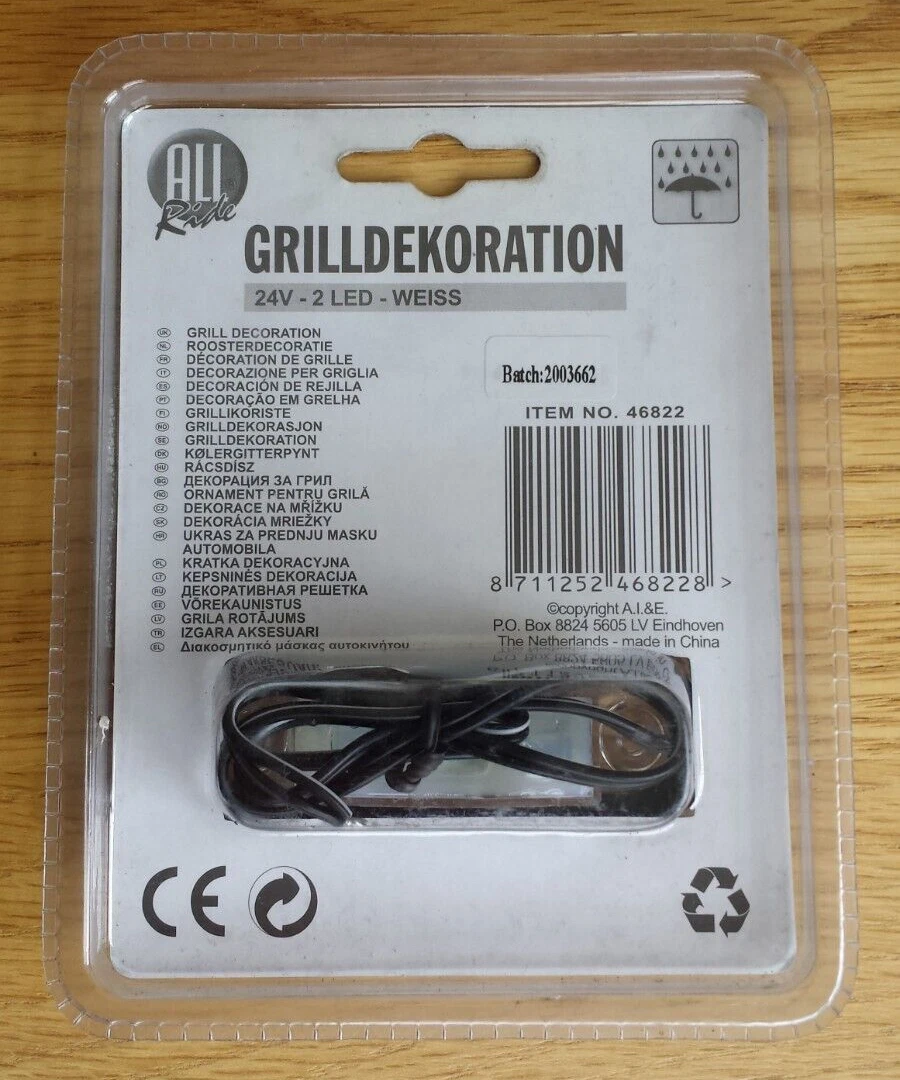 ALL
Ride
GRILLDEKORATION
24V - 2 LED - WEISS
UK GRILL DECORATION
NL ROOSTERDECORATIE
FR DÉCORATION DE GRILLE
IT DECORAZIONE PER GRIGLIA
ES DECORACIÓN DE REJILLA
PT DECORAÇÃO EM GRELHA
FI GRILLIKORISTE
NO GRILLDEKORASJON
SE GRILLDEKORATION
DK KØLERGITTERPYNT
HU RÁCSDÍSZ
BG ДЕКОРАЦИЯ ЗА ГРИЛ
RO ORNAMENT PENTRU GRILĂ
CZ DEKORACE NA MŘÍŽKU
SK DEKORÁCIA MRIEŽKY
HR UKRAS ZA PREDNJU MASKU
AUTOMOBILA
PL KRATKA DEKORACYJNA
LT KEPSNINĖS DEKORACIJA
RU ДЕКОРАТИВНАЯ РЕШЕТКА
EE VÕREKAUNISTUS
LV GRILA ROTĀJUMS
TR IZGARA AKSESUARI
EL Διακοσμητικό μάσκας αυτοκινήτου
Batch:2003662
ITEM NO. 46822
8 711252 468228 >
©copyright A.I.&E.
P.O. Box 8824 5605 LV Eindhoven
The Netherlands - made in China
CE